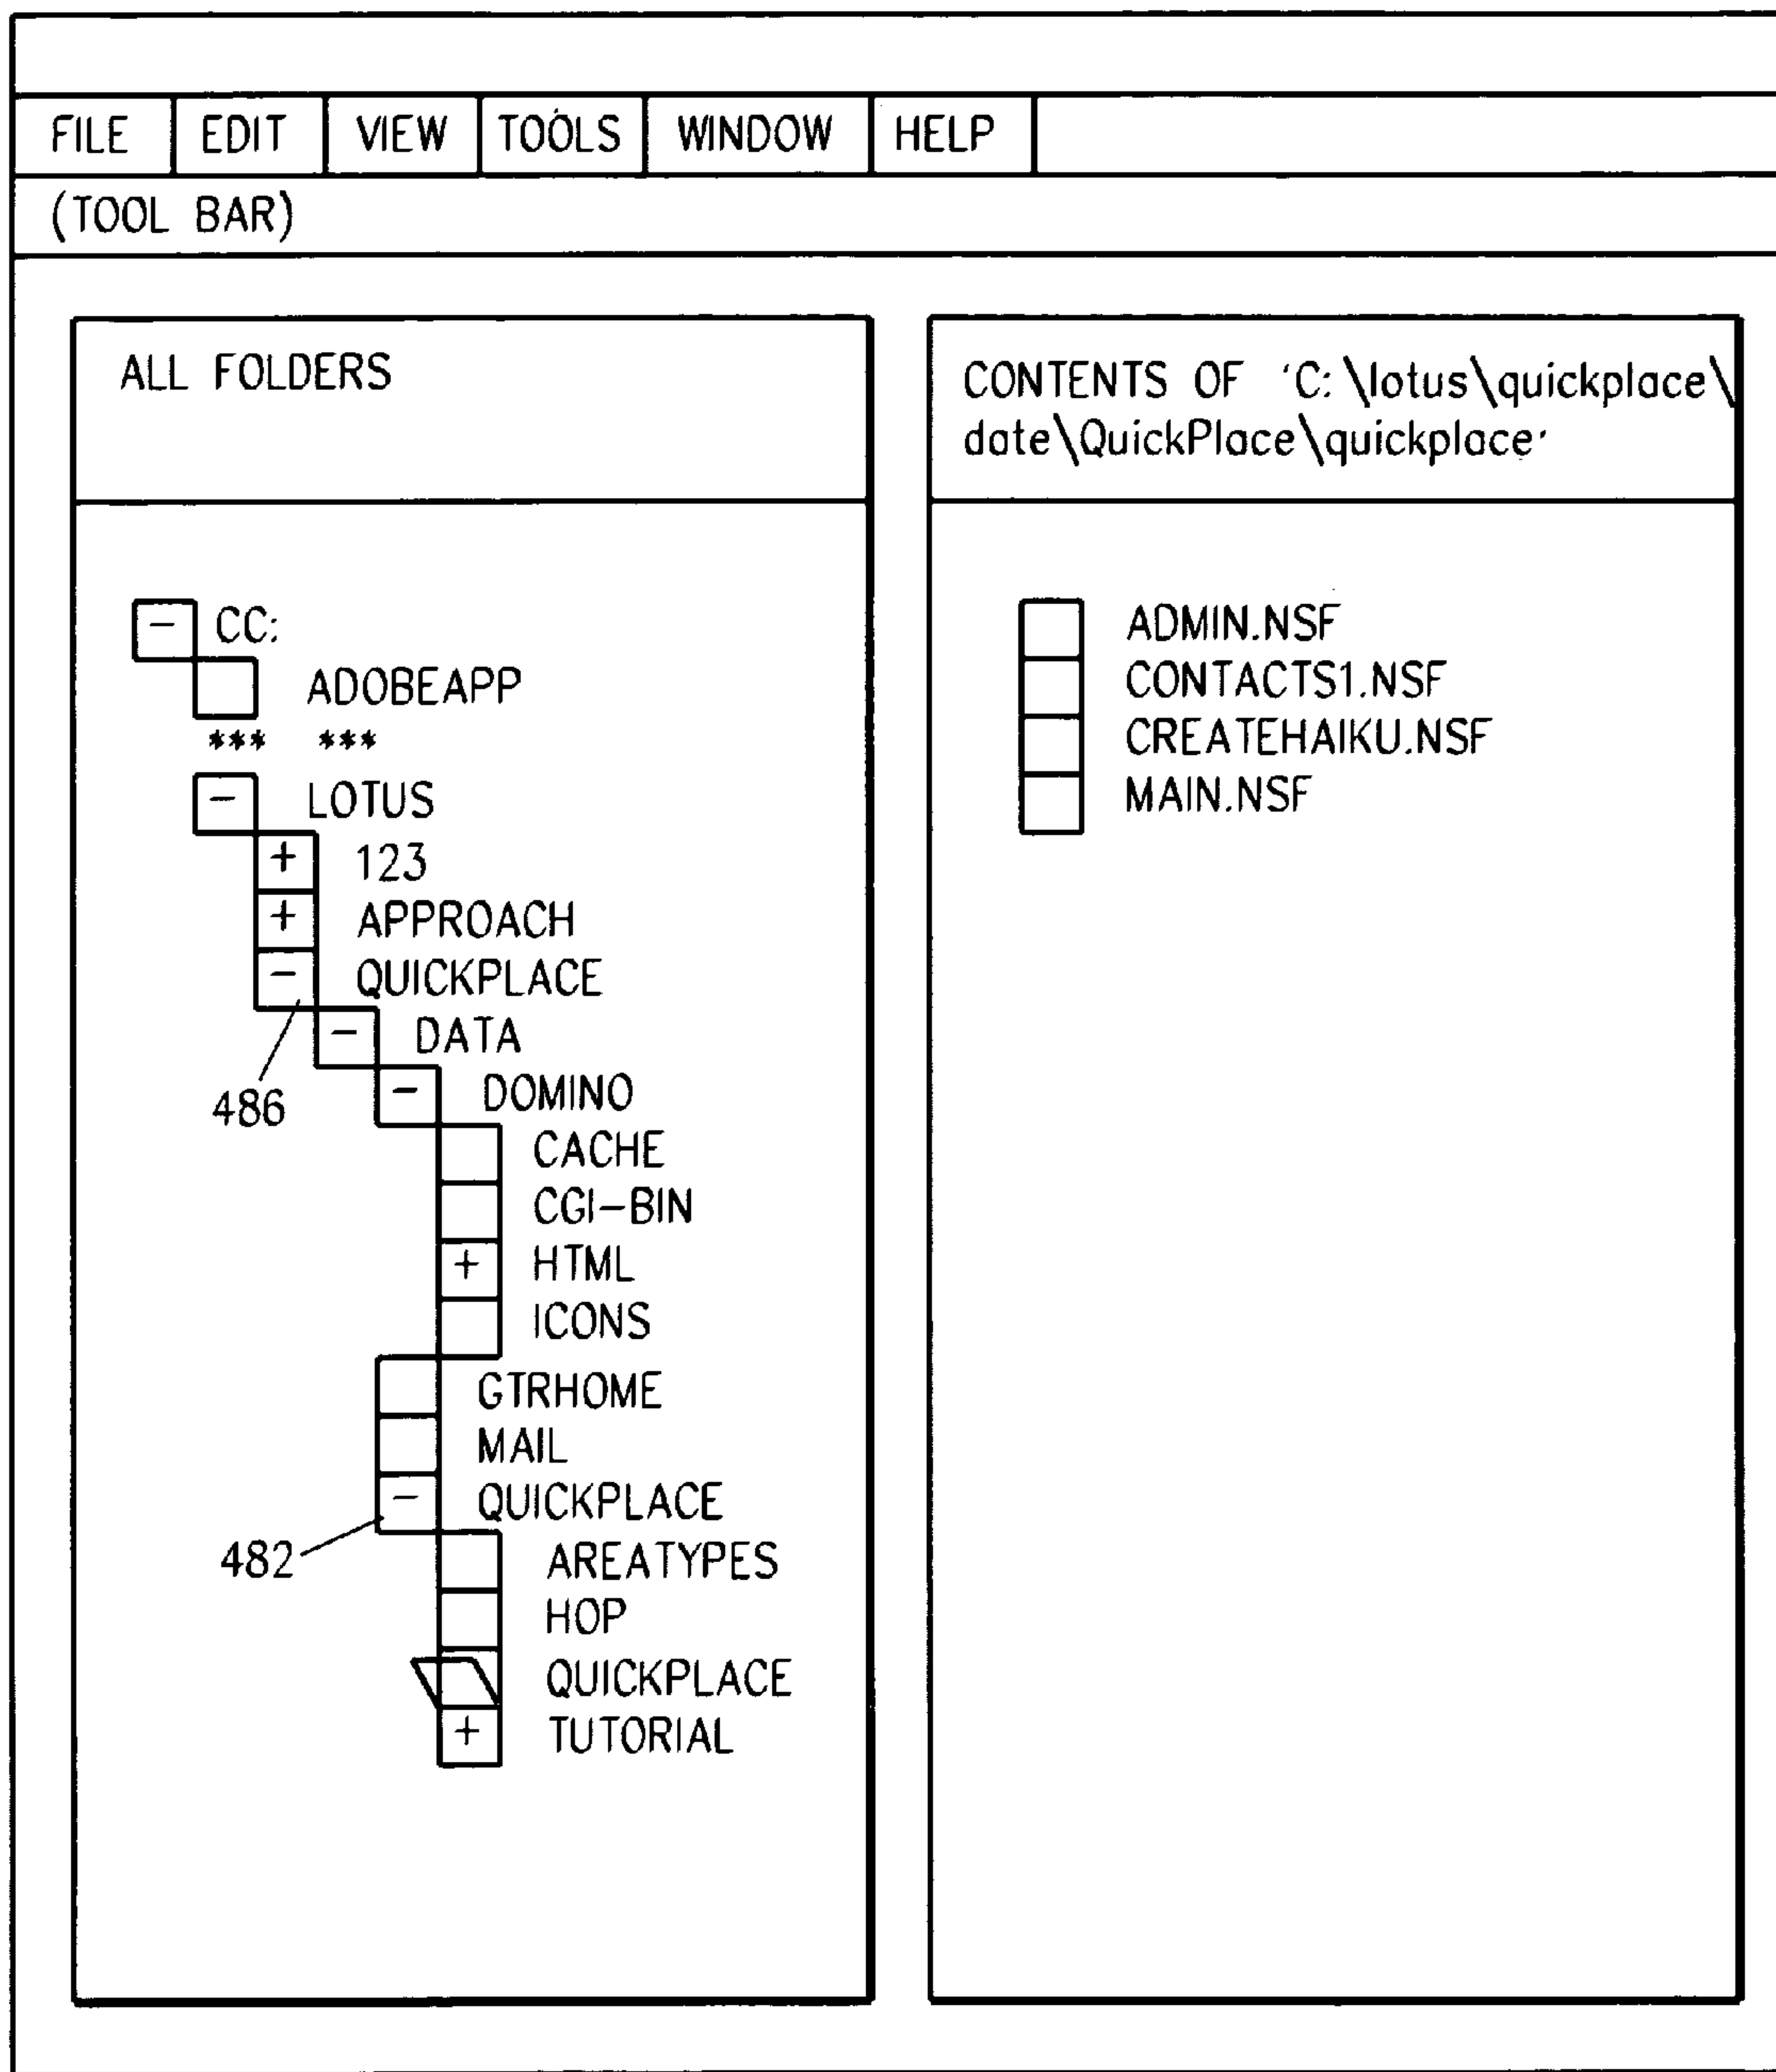 FILE EDIT VIEW TOOLS WINDOW HELP
(TOOL BAR)
ALL FOLDERS
- CC:
ADOBEAPP
*** ***
- LOTUS
+ 123
+ APPROACH
- QUICKPLACE
- DATA
486
- DOMINO
CACHE
CGI-BIN
+ HTML
ICONS
GTRHOME
MAIL
- QUICKPLACE
482
AREATYPES
HOP
QUICKPLACE
+ TUTORIAL
CONTENTS OF 'C:\lotus\quickplace\
date\QuickPlace\quickplace'
ADMIN.NSF
CONTACTS1.NSF
CREATEHAIKU.NSF
MAIN.NSF